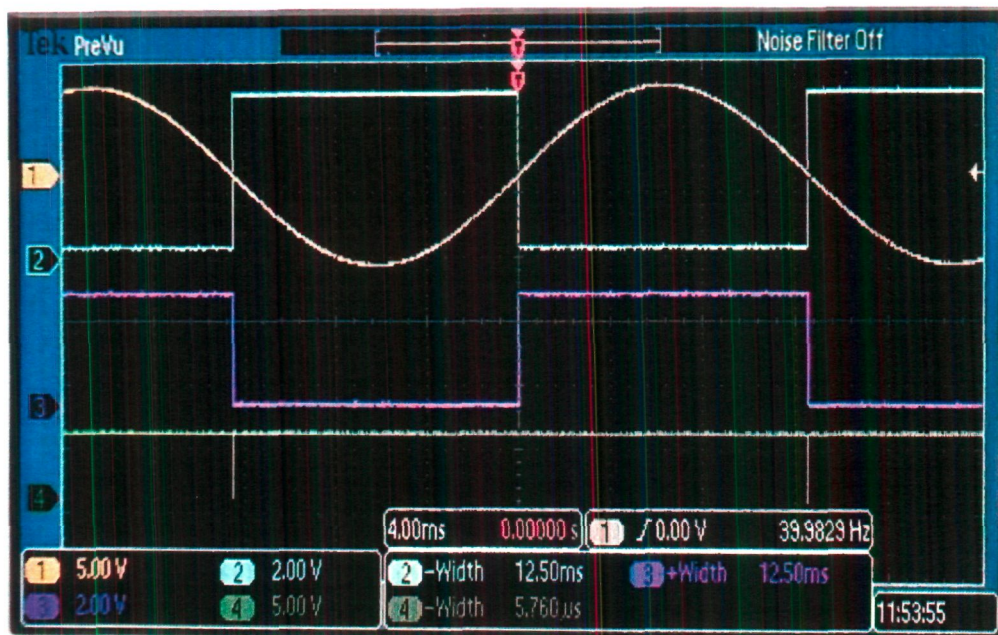 Tek PreVu
Noise Filter Off
T
T
1
2
3
4
4.00ms 0.00000 s
1 ∫ 0.00 V 39.9829 Hz
1 5.00 V 2 2.00 V
3 2.00 V 4 5.00 V
2 -Width 12.50ms 3 +Width 12.50ms
4 -Width 5.760 µs
11:53:55